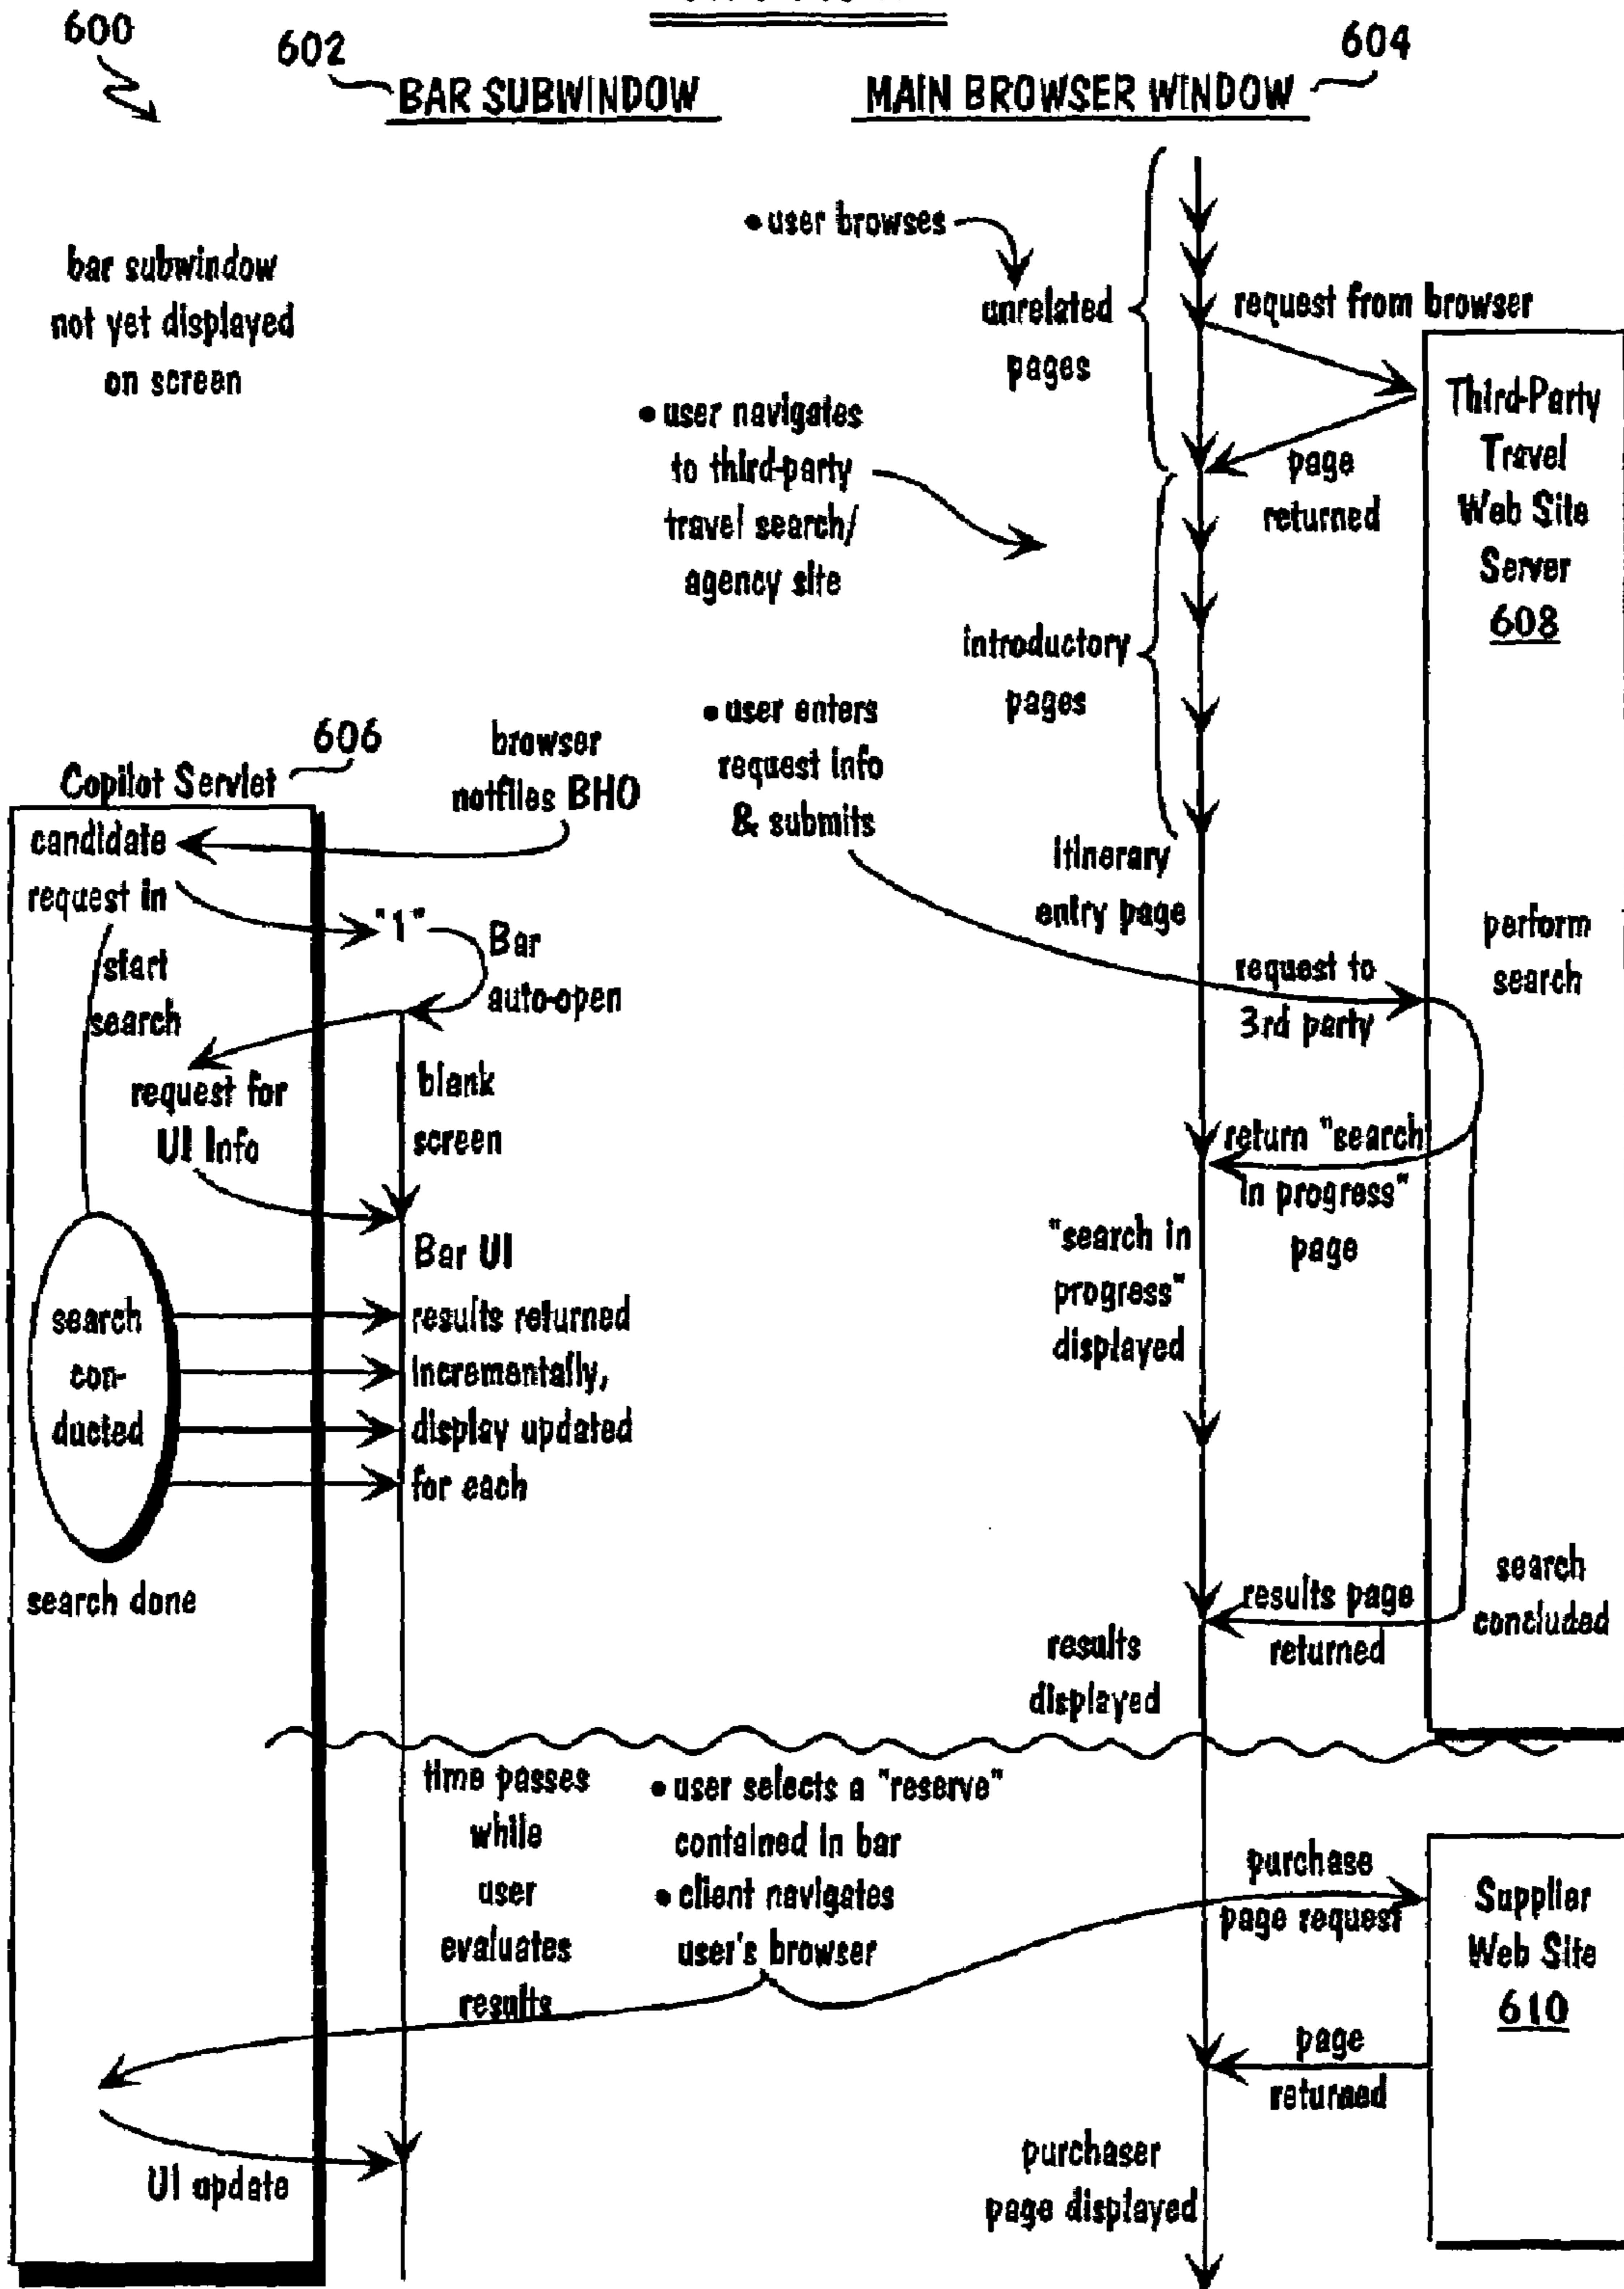 600
602
BAR SUBWINDOW
MAIN BROWSER WINDOW
604
bar subwindow
not yet displayed
on screen
• user browses
unrelated
pages
request from browser
Third-Party
Travel
Web Site
Server
608
page
returned
• user navigates
to third-party
travel search/
agency site
introductory
pages
• user enters
request info
& submits
browser
notfiies BHO
606
Copilot Servlet
candidate
request in
"1"
Bar
auto-open
start
search
itinerary
entry page
request to
3rd party
perform
search
request for
UI Info
blank
screen
return "search
in progress"
page
"search in
progress"
displayed
Bar UI
results returned
incrementally,
display updated
for each
search
con-
ducted
search done
results page
returned
search
concluded
results
displayed
time passes
while
user
evaluates
results
• user selects a "reserve"
contained in bar
• client navigates
user's browser
purchase
page request
Supplier
Web Site
610
page
returned
UI update
purchaser
page displayed